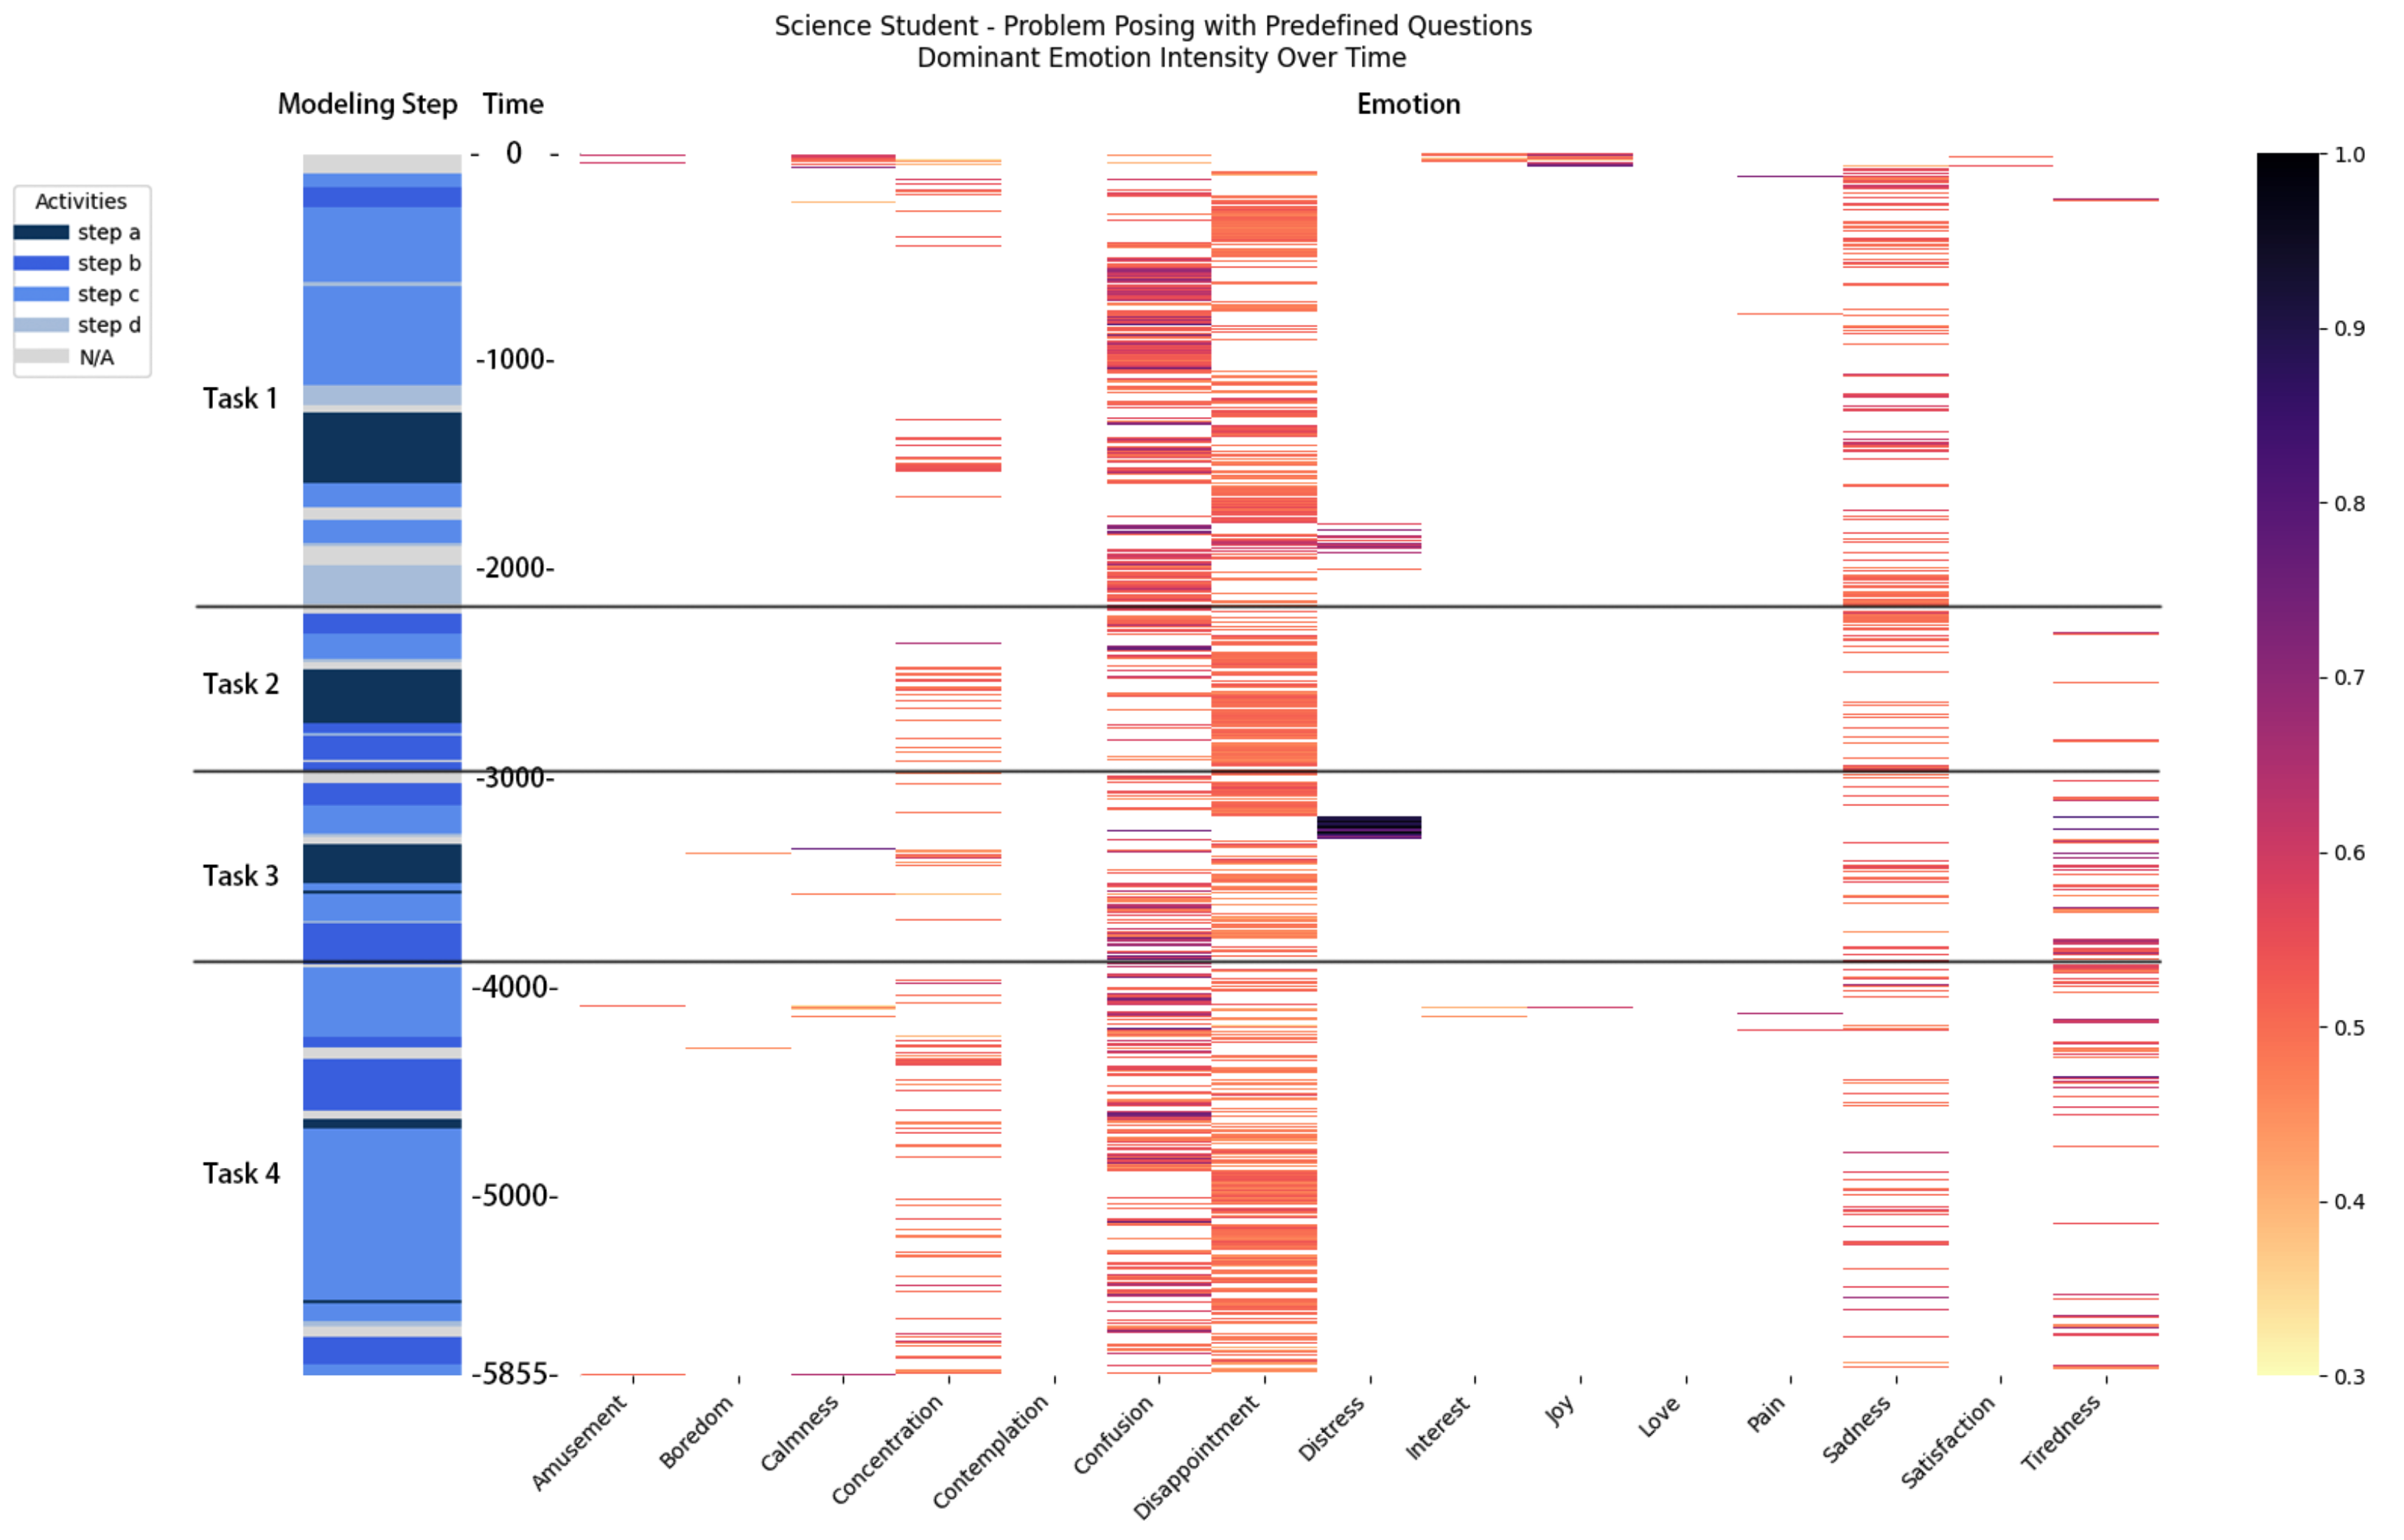 Science Student - Problem Posing with Predefined Questions
Dominant Emotion Intensity Over Time
Modeling Step Time Emotion
Activities
step a
step b
step c
step d
N/A
Task 1
Task 2
Task 3
Task 4
- 0 -
-1000-
-2000-
-3000-
-4000-
-5000-
-5855-
Amusement
Boredom
Calmness
Concentration
Contemplation
Confusion
Disappointment
Distress
Interest
Joy
Love
Pain
Sadness
Satisfaction
Tiredness
1.0
0.9
0.8
0.7
0.6
0.5
0.4
0.3